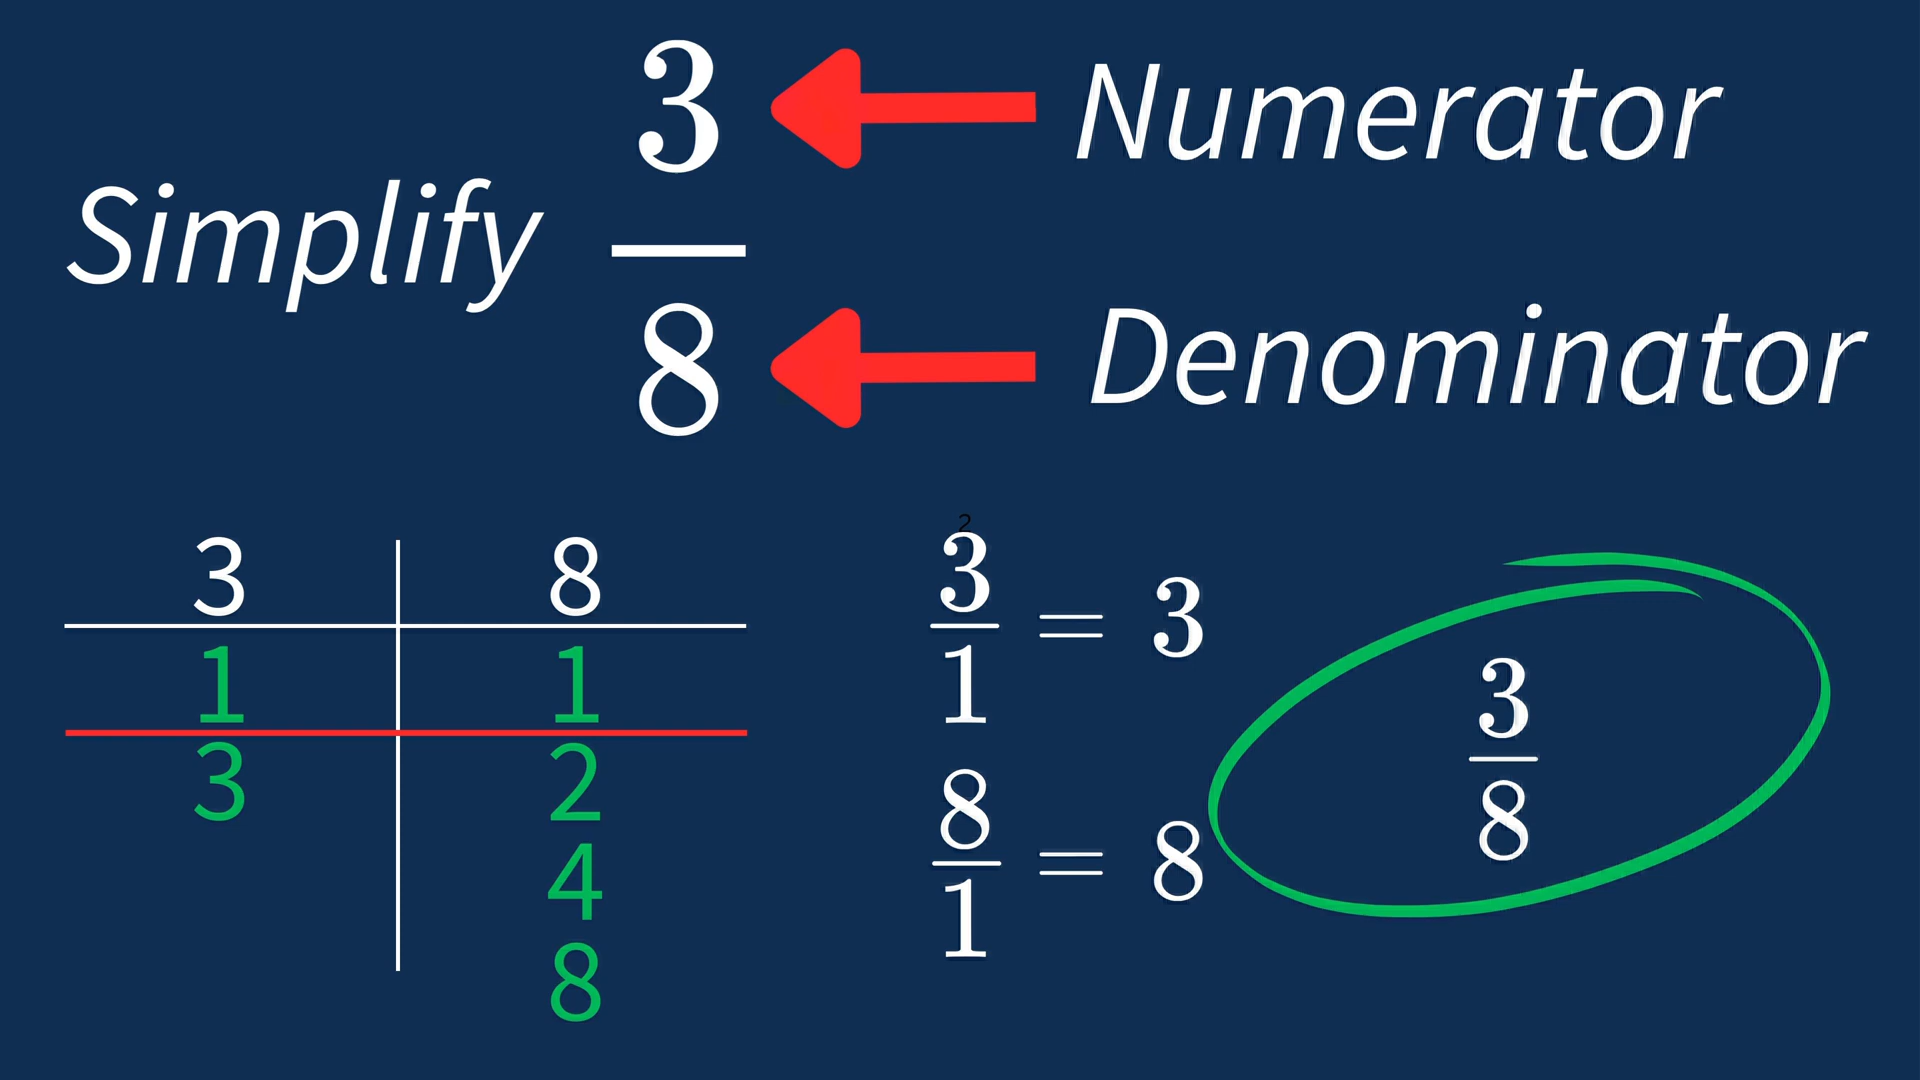 Simplify 3/8
Numerator
Denominator
3 8
1 1
3 2
4
8
2
3/1 = 3
8/1 = 8
3/8